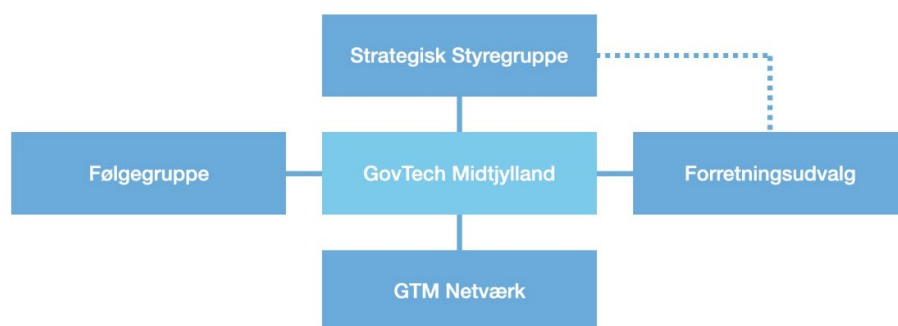 Strategisk Styregruppe
Følgegruppe
GovTech Midtjylland
Forretningsudvalg
GTM Netværk